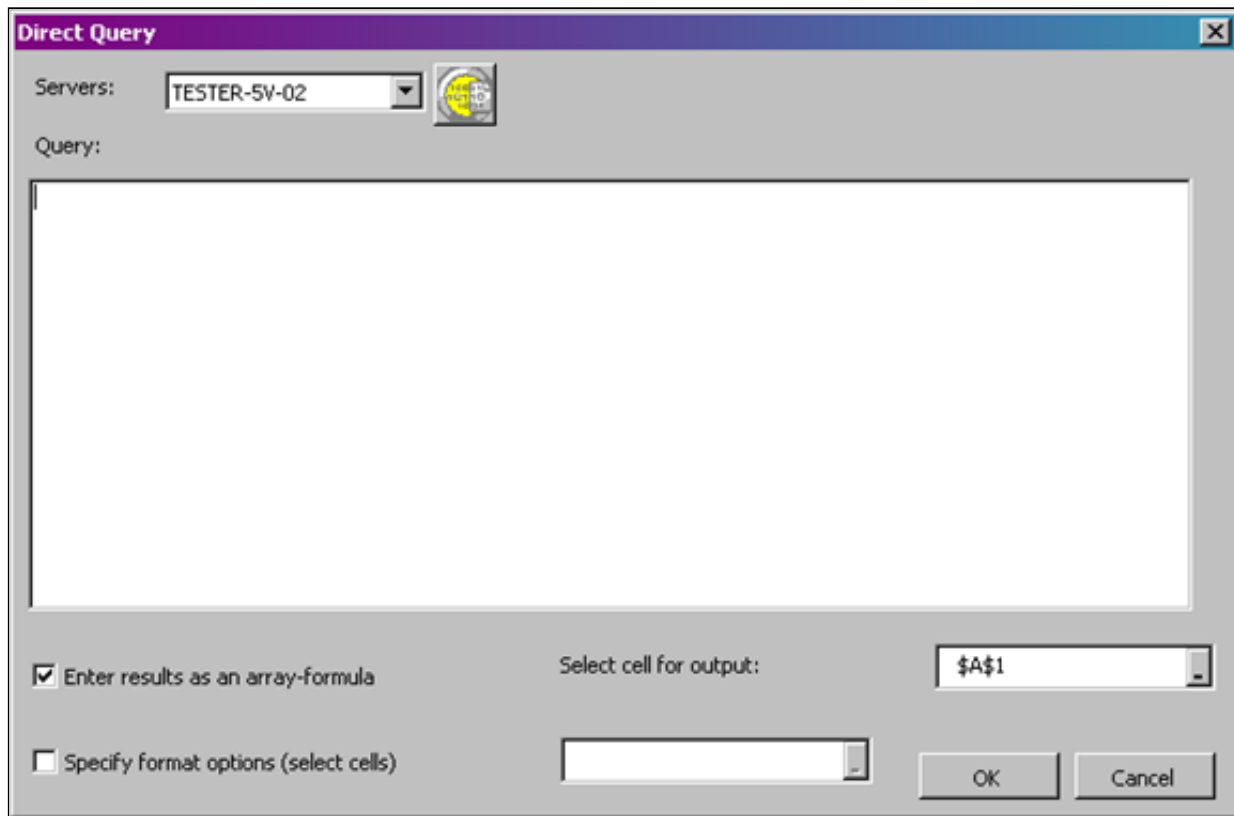 Direct Query
Servers:
TESTER-5V-02
Query:
Enter results as an array-formula
Select cell for output:
$A$1
Specify format options (select cells)
OK
Cancel